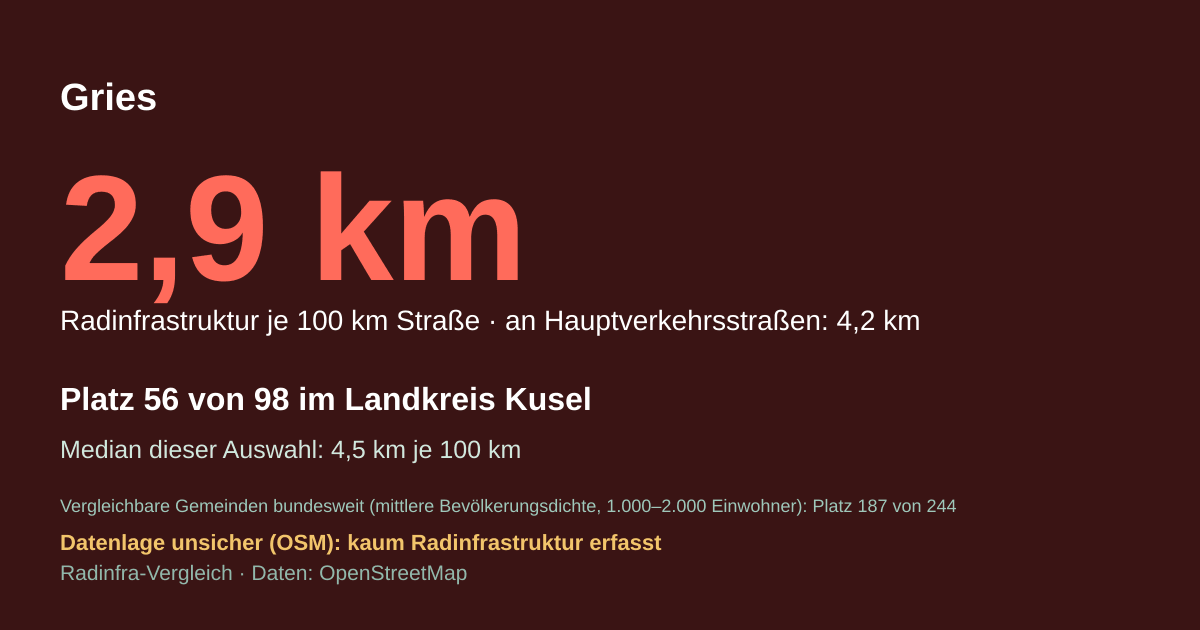 Gries
2,9 km
Radinfrastruktur je 100 km Straße · an Hauptverkehrsstraßen: 4,2 km
Platz 56 von 98 im Landkreis Kusel
Median dieser Auswahl: 4,5 km je 100 km
Vergleichbare Gemeinden bundesweit (mittlere Bevölkerungsdichte, 1.000–2.000 Einwohner): Platz 187 von 244
Datenlage unsicher (OSM): kaum Radinfrastruktur erfasst
Radinfra-Vergleich · Daten: OpenStreetMap